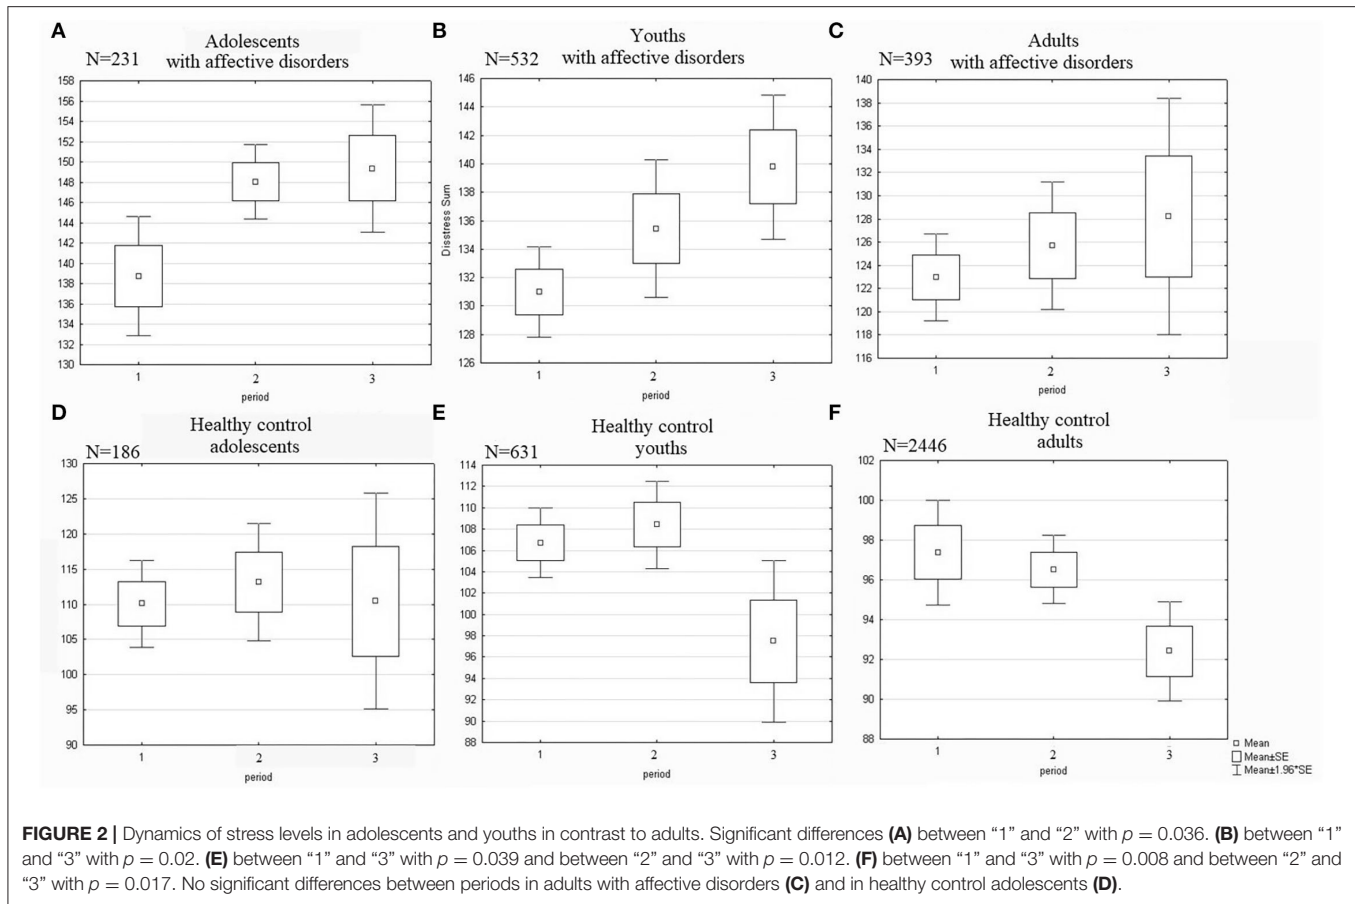 A
Adolescents
with affective disorders
N=231
158
156
154
152
150
148
146
144
142
140
138
136
134
132
130
1 2 3
period
B
Youths
with affective disorders
N=532
Disstress Sum
146
144
142
140
138
136
134
132
130
128
126
1 2 3
period
C
Adults
with affective disorders
N=393
140
138
136
134
132
130
128
126
124
122
120
118
116
1 2 3
period
D
Healthy control
adolescents
N=186
130
125
120
115
110
105
100
95
90
1 2 3
period
E
Healthy control
youths
N=631
114
112
110
108
106
104
102
100
98
96
94
92
90
88
1 2 3
period
F
Healthy control
adults
N=2446
102
100
98
96
94
92
90
88
1 2 3
period
Mean
Mean±SE
Mean±1.96*SE
FIGURE 2 | Dynamics of stress levels in adolescents and youths in contrast to adults. Significant differences (A) between “1” and “2” with p = 0.036. (B) between “1”
and “3” with p = 0.02. (E) between “1” and “3” with p = 0.039 and between “2” and “3” with p = 0.012. (F) between “1” and “3” with p = 0.008 and between “2” and
“3” with p = 0.017. No significant differences between periods in adults with affective disorders (C) and in healthy control adolescents (D).